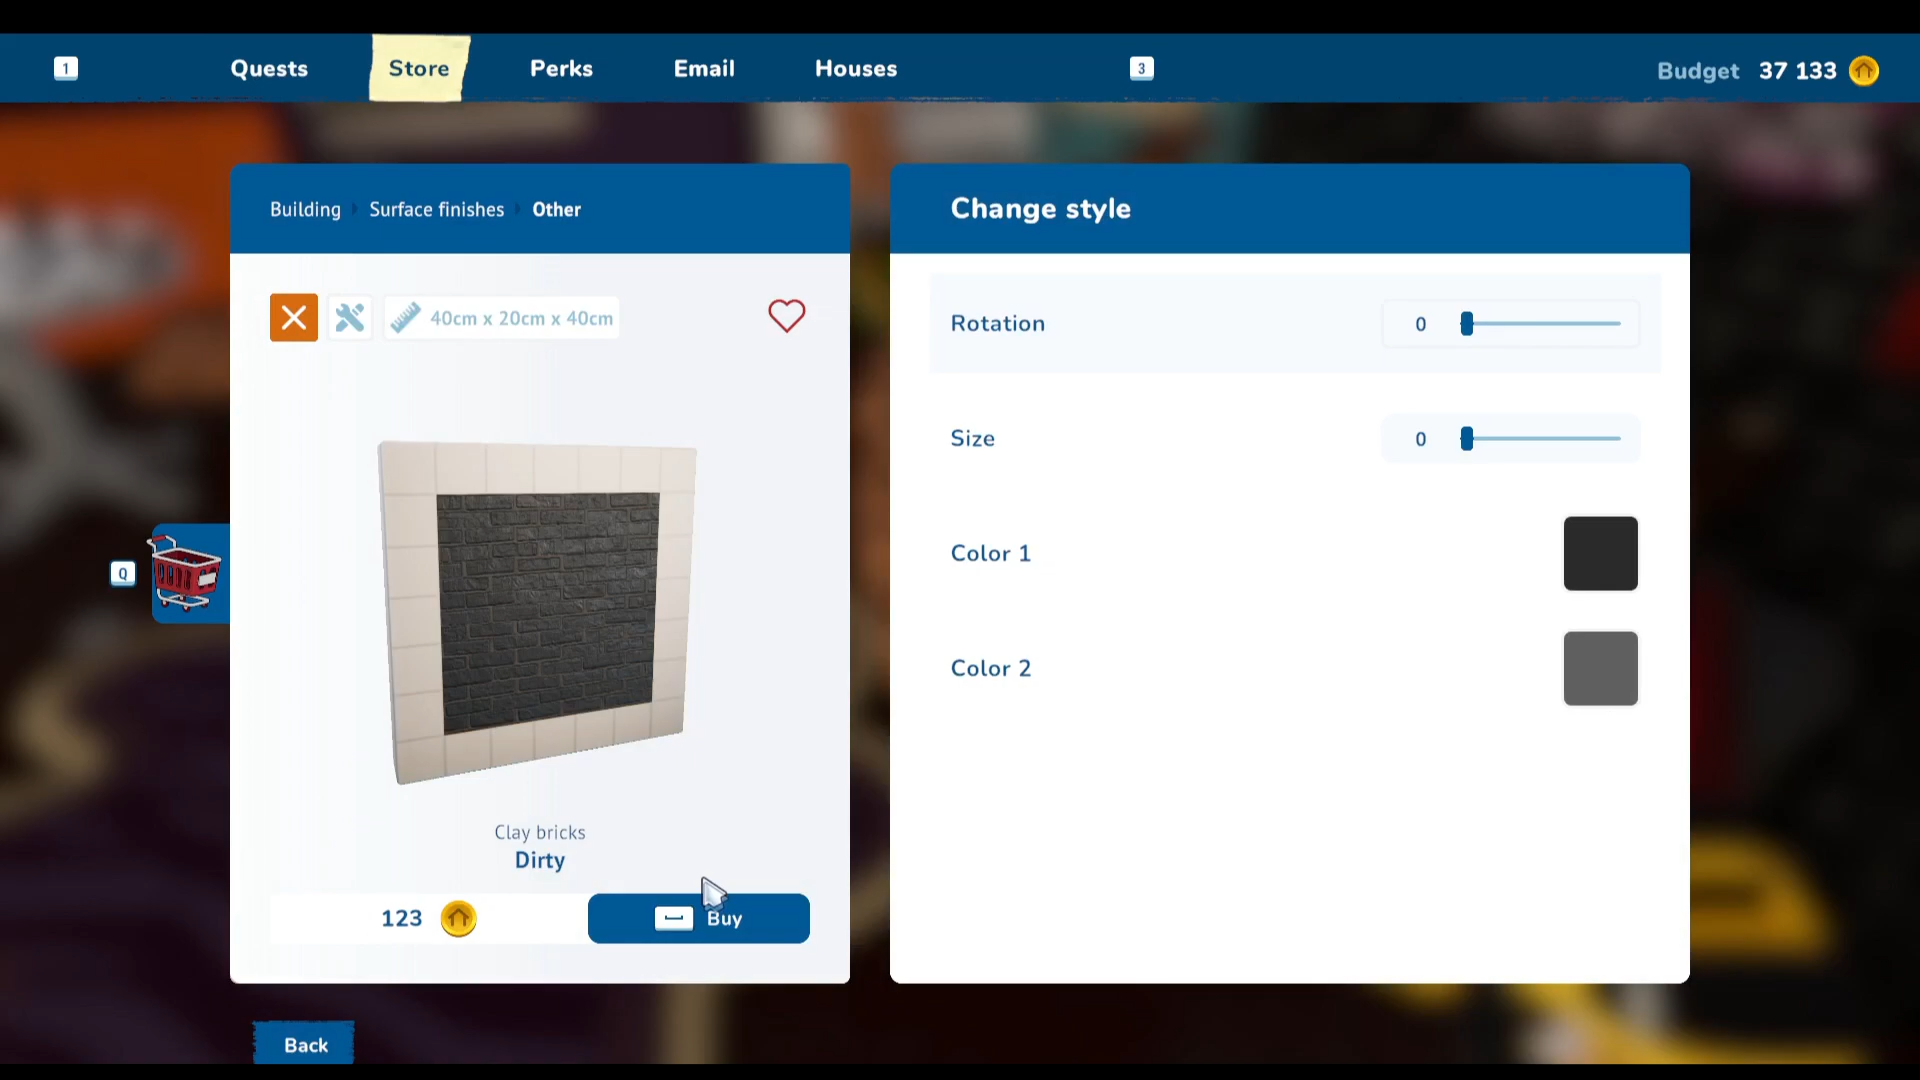 1 Quests Store Perks Email Houses 3 Budget 37 133
Building Surface finishes Other
40cm x 20cm x 40cm
Q
Clay bricks
Dirty
123 Buy
Back
Change style
Rotation 0
Size 0
Color 1
Color 2